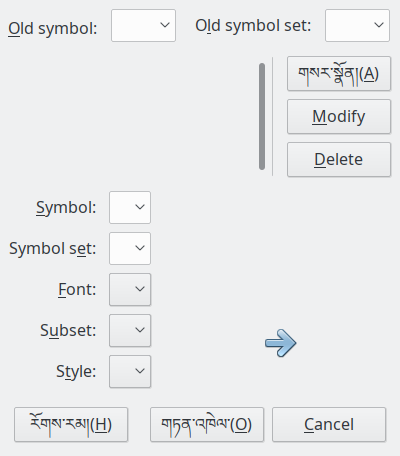 Old symbol: Old symbol set:
གསར་སྣོན།(A)
Modify
Delete
Symbol:
Symbol set:
Font:
Subset:
Style:
རོགས་རམ།(H) གཏན་འཁེལ་(O) Cancel